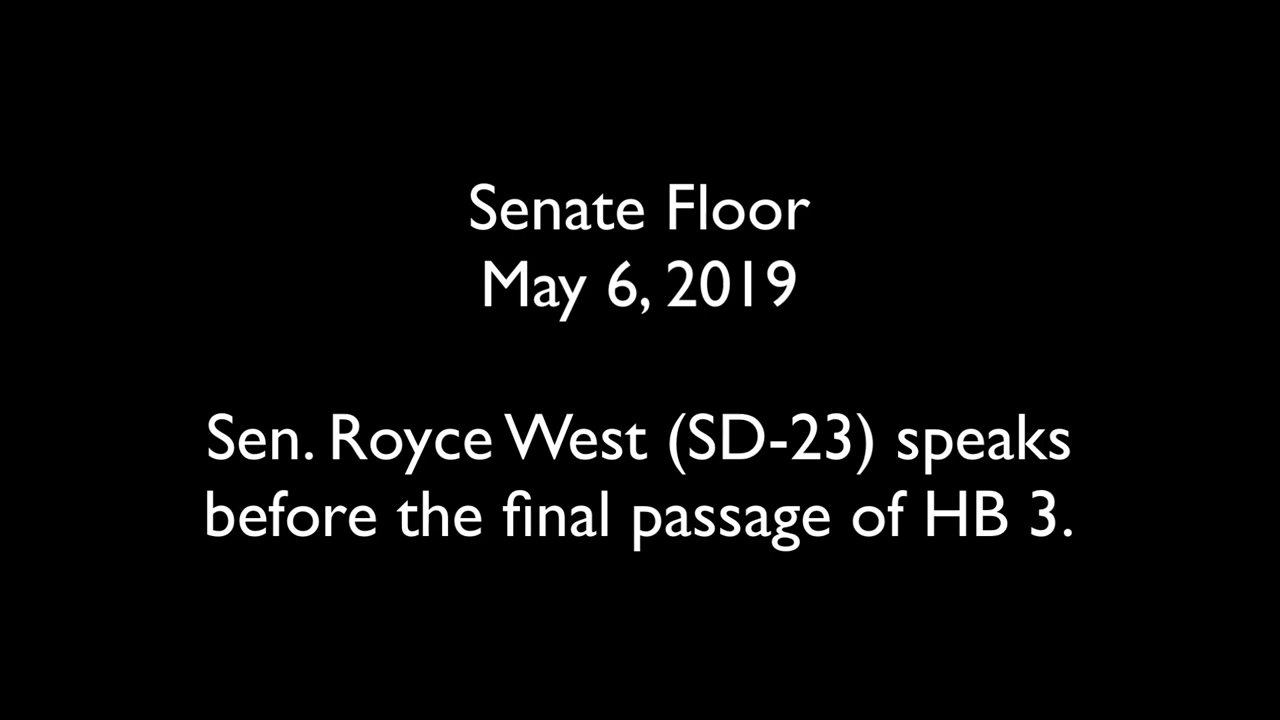 Senate Floor
May 6, 2019
Sen. Royce West (SD-23) speaks
before the final passage of HB 3.